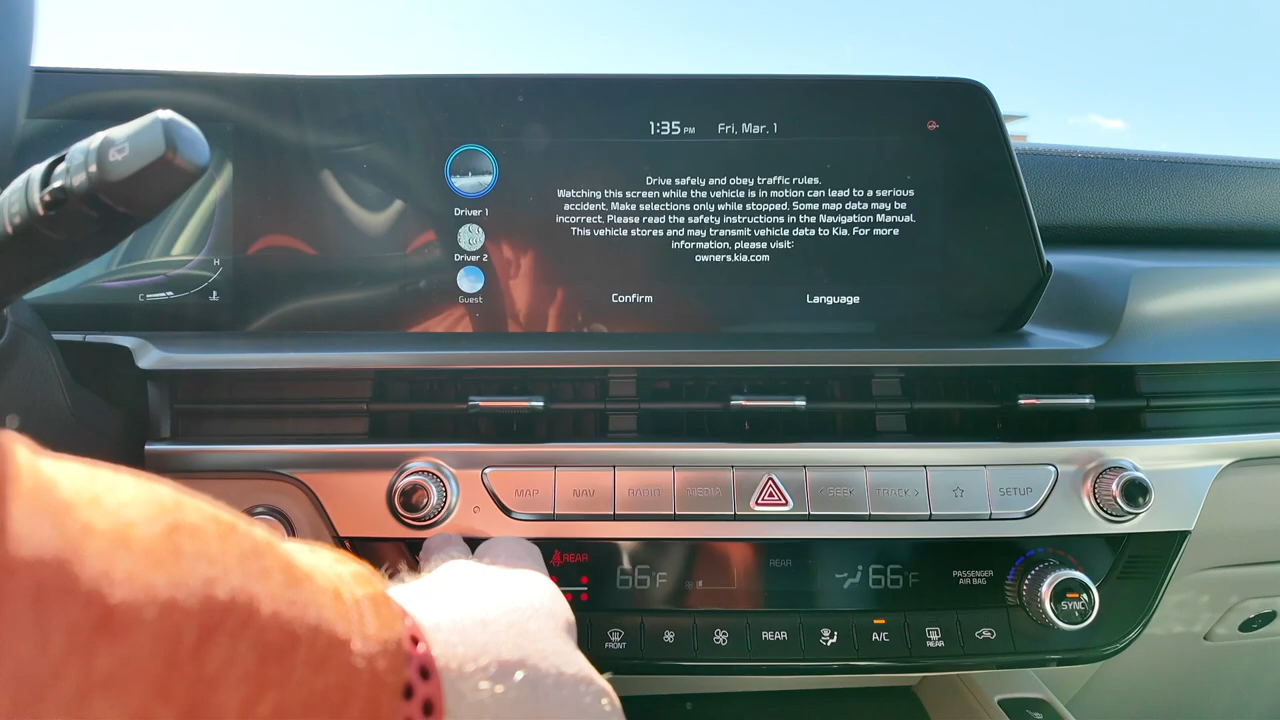 1:35 PM Fri, Mar. 1
Driver 1
Driver 2
Guest
Drive safely and obey traffic rules.
Watching this screen while the vehicle is in motion can lead to a serious
accident. Make selections only while stopped. Some map data may be
incorrect. Please read the safety instructions in the Navigation Manual.
This vehicle stores and may transmit vehicle data to Kia. For more
information, please visit:
owners.kia.com
Confirm Language
H
C
MAP NAV RADIO MEDIA < SEEK TRACK > SETUP
REAR
REAR
66°F
66°F
PASSENGER
AIR BAG
SYNC
FRONT REAR A/C REAR